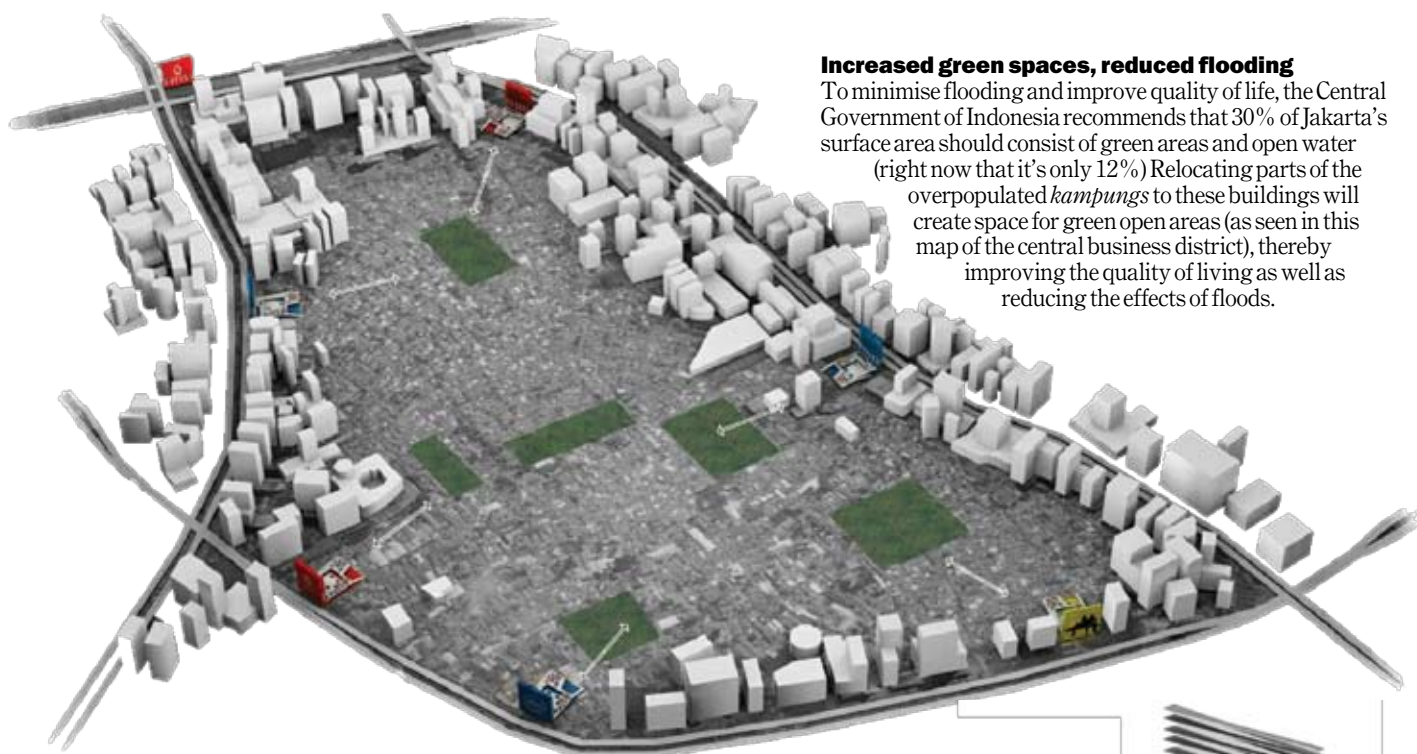 Increased green spaces, reduced flooding
To minimise flooding and improve quality of life, the Central
Government of Indonesia recommends that 30% of Jakarta’s
surface area should consist of green areas and open water
(right now that it’s only 12%) Relocating parts of the
overpopulated kampungs to these buildings will
create space for green open areas (as seen in this
map of the central business district), thereby
improving the quality of living as well as
reducing the effects of floods.